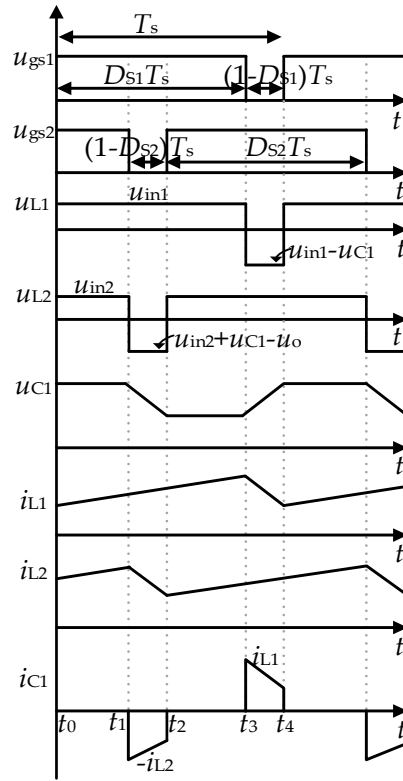 Ts
ugs1
DS1Ts
(1-DS1)Ts
t
ugs2
(1-DS2)Ts
DS2Ts
t
uL1
uin1
uin1-uC1
t
uL2
uin2
uin2+uC1-uo
t
uC1
t
iL1
t
iL2
t
iC1
iL1
t0 t1 t2 t3 t4 t
-iL2